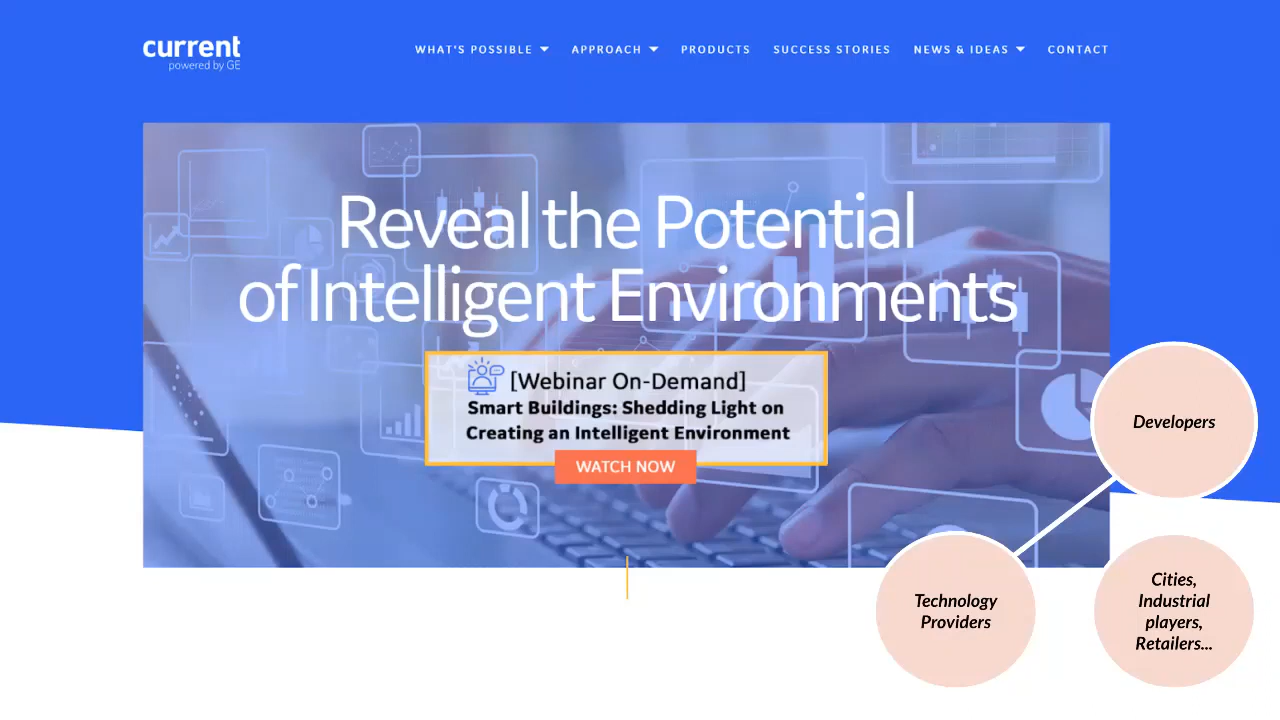 current
powered by GE
WHAT'S POSSIBLE
APPROACH
PRODUCTS
SUCCESS STORIES
NEWS & IDEAS
CONTACT
Reveal the Potential
of Intelligent Environments
[Webinar On-Demand]
Smart Buildings: Shedding Light on
Creating an Intelligent Environment
WATCH NOW
Developers
Technology
Providers
Cities,
Industrial
players,
Retailers...